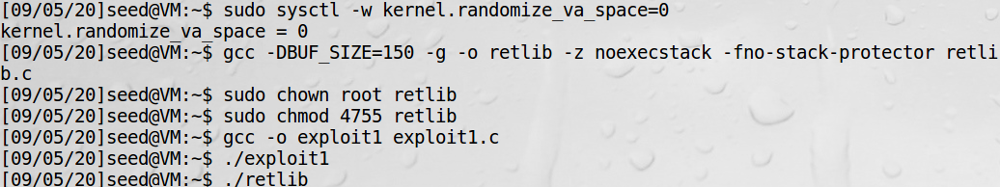 [09/05/20]seed@VM:~$ sudo sysctl -w kernel.randomize_va_space=0
kernel.randomize_va_space = 0
[09/05/20]seed@VM:~$ gcc -DBUF_SIZE=150 -g -o retlib -z noexecstack -fno-stack-protector retli
b.c
[09/05/20]seed@VM:~$ sudo chown root retlib
[09/05/20]seed@VM:~$ sudo chmod 4755 retlib
[09/05/20]seed@VM:~$ gcc -o exploit1 exploit1.c
[09/05/20]seed@VM:~$ ./exploit1
[09/05/20]seed@VM:~$ ./retlib